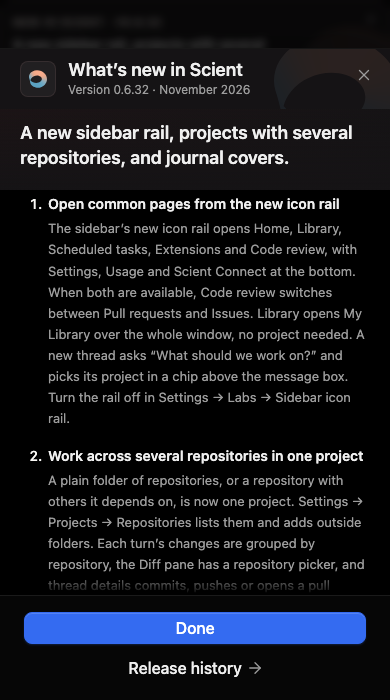 What's new in Scient
Version 0.6.32 · November 2026
A new sidebar rail, projects with several
repositories, and journal covers.
1. Open common pages from the new icon rail
The sidebar's new icon rail opens Home, Library,
Scheduled tasks, Extensions and Code review, with
Settings, Usage and Scient Connect at the bottom.
When both are available, Code review switches
between Pull requests and Issues. Library opens My
Library over the whole window, no project needed. A
new thread asks “What should we work on?” and
picks its project in a chip above the message box.
Turn the rail off in Settings → Labs → Sidebar icon
rail.
2. Work across several repositories in one project
A plain folder of repositories, or a repository with
others it depends on, is now one project. Settings →
Projects → Repositories lists them and adds outside
folders. Each turn's changes are grouped by
repository, the Diff pane has a repository picker, and
thread details commits, pushes or opens a pull
Done
Release history →